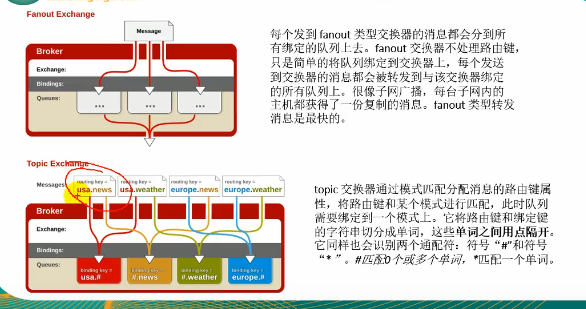 Fanout Exchange
Message
Broker
Exchange:
Bindings:
Queues:
...
...
...
每个发到 fanout 类型交换器的消息都会分到所
有绑定的队列上去。fanout 交换器不处理路由键,
只是简单的将队列绑定到交换器上,每个发送
到交换器的消息都会被转发到与该交换器绑定
的所有队列上。很像子网广播,每台子网内的
主机都获得了一份复制的消息。fanout 类型转发
消息是最快的。
Topic Exchange
Messages:
routing key =
usa.news
routing key =
usa.weather
routing key =
europe.news
routing key =
europe.weather
Broker
Exchange:
Bindings:
Queues:
binding key =
usa.#
binding key =
#.news
binding key =
#.weather
binding key =
europe.#
topic 交换器通过模式匹配分配消息的路由键属
性,将路由键和某个模式进行匹配,此时队列
需要绑定到一个模式上。它将路由键和绑定键
的字符串切分成单词,这些单词之间用点隔开。
它同样也会识别两个通配符:符号“#”和符号
“*”。#匹配0个或多个单词,*匹配一个单词。